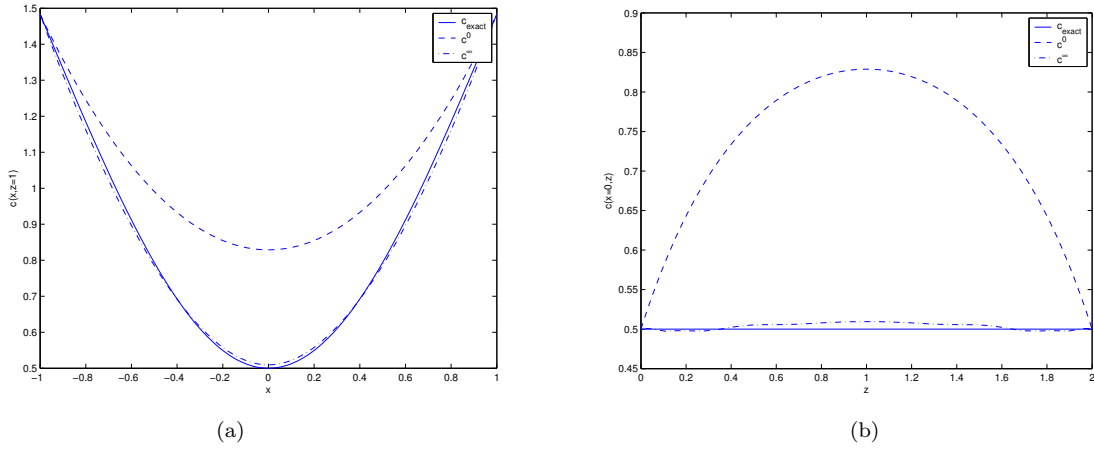 1.5
1.4
1.3
1.2
1.1
1
0.9
0.8
0.7
0.6
0.5
c(x,z=1)
−1 −0.8 −0.6 −0.4 −0.2 0 0.2 0.4 0.6 0.8 1
x
c_exact
c^0
c^∞
(a)
0.9
0.85
0.8
0.75
0.7
0.65
0.6
0.55
0.5
0.45
c(x=0,z)
0 0.2 0.4 0.6 0.8 1 1.2 1.4 1.6 1.8 2
z
c_exact
c^0
c^∞
(b)